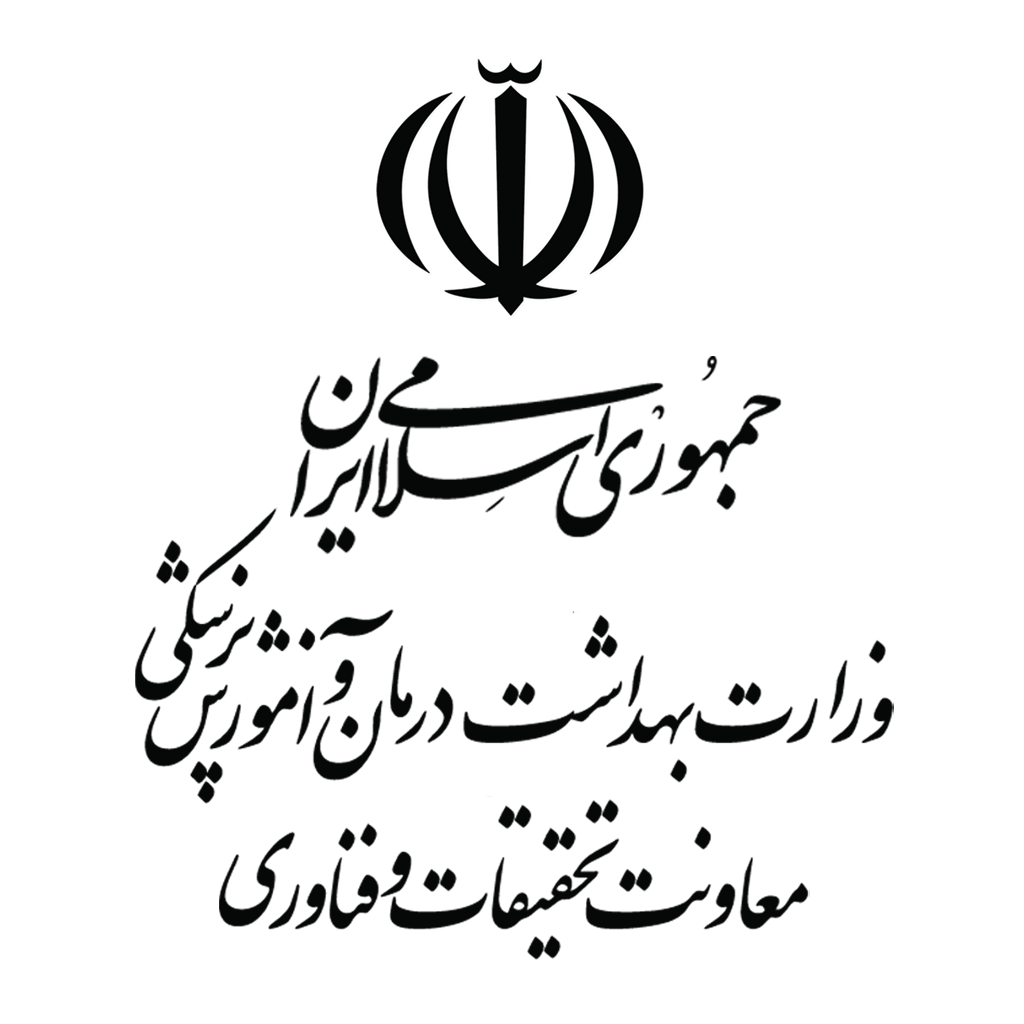 جمهوری اسلامی ایران
وزارت بهداشت درمان و آموزش پزشکی
معاونت تحقیقات و فناوری